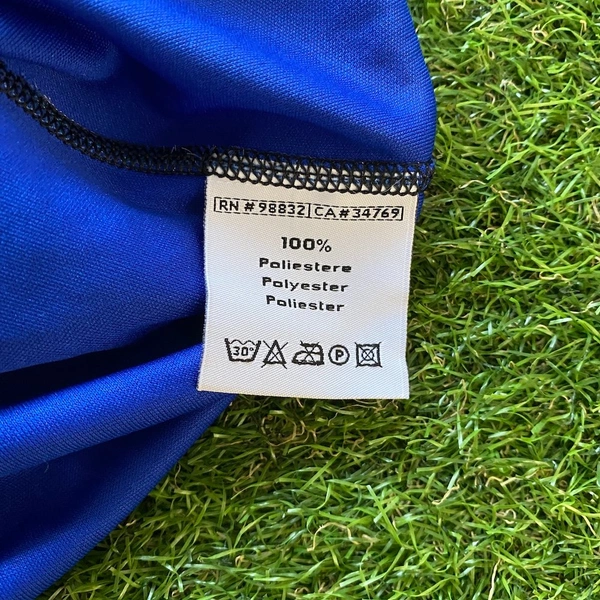 RN #98832 CA#34769
100%
Poliestere
Polyester
Poliester
30°
P